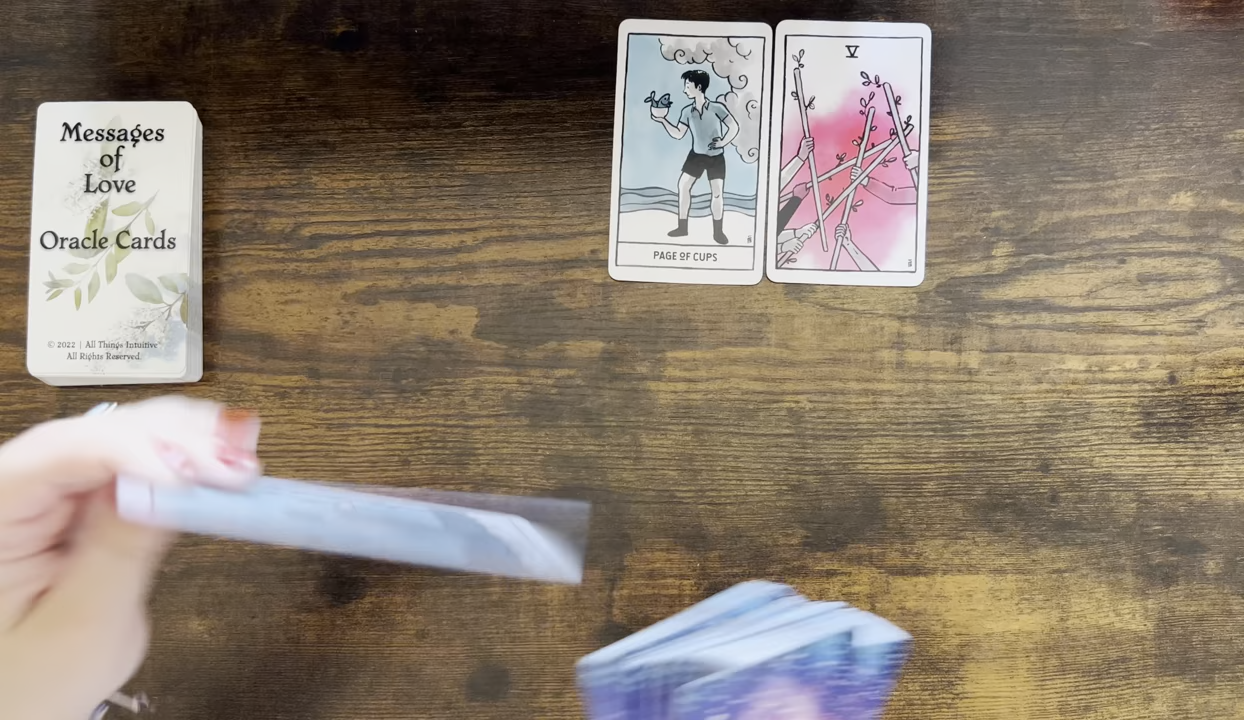 Messages
of
Love
Oracle Cards
© 2022 | All Things Intuitive
All Rights Reserved.
PAGE OF CUPS
V